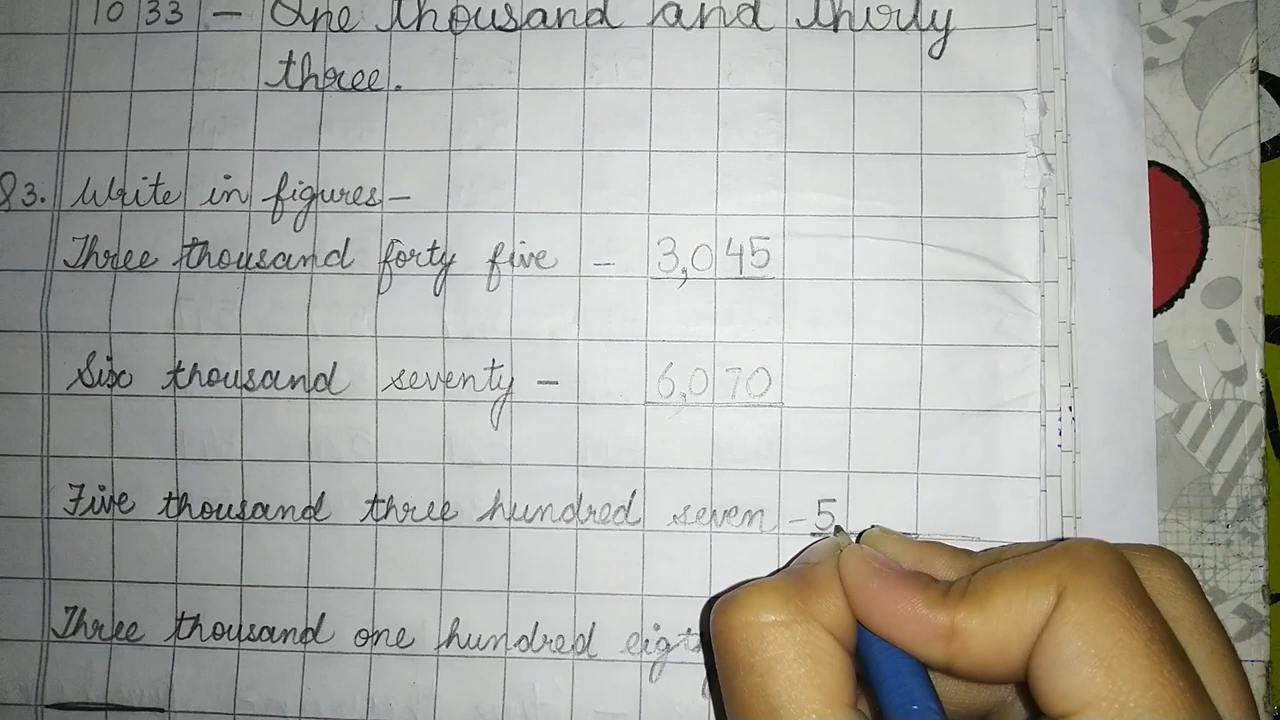 1033 - One thousand and thirty
three.
Q3. Write in figures-
Three thousand forty five - 3,045
Six thousand seventy - 6,070
Five thousand three hundred seven - 5,
Three thousand one hundred